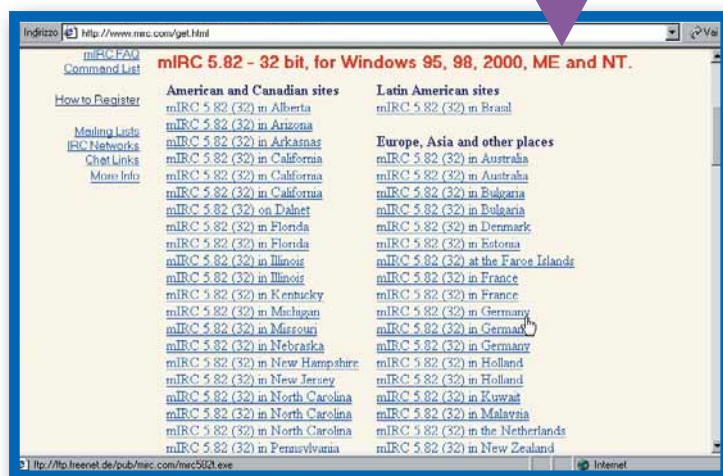 Indirizzo http://www.mirc.com/get.html Vai
mIRC FAQ
Command List
How to Register
Mailing Lists
IRC Networks
Chat Links
More Info
mIRC 5.82 - 32 bit, for Windows 95, 98, 2000, ME and NT.
American and Canadian sites
mIRC 5.82 (32) in Alberta
mIRC 5.82 (32) in Arizona
mIRC 5.82 (32) in Arkasnas
mIRC 5.82 (32) in California
mIRC 5.82 (32) in California
mIRC 5.82 (32) in California
mIRC 5.82 (32) on Dalnet
mIRC 5.82 (32) in Florida
mIRC 5.82 (32) in Florida
mIRC 5.82 (32) in Illinois
mIRC 5.82 (32) in Illinois
mIRC 5.82 (32) in Kentucky
mIRC 5.82 (32) in Michigan
mIRC 5.82 (32) in Missouri
mIRC 5.82 (32) in Nebraska
mIRC 5.82 (32) in New Hampshire
mIRC 5.82 (32) in New Jersey
mIRC 5.82 (32) in North Carolina
mIRC 5.82 (32) in North Carolina
mIRC 5.82 (32) in North Carolina
mIRC 5.82 (32) in Pennsylvania
Latin American sites
mIRC 5.82 (32) in Brasil
Europe, Asia and other places
mIRC 5.82 (32) in Australia
mIRC 5.82 (32) in Australia
mIRC 5.82 (32) in Bulgaria
mIRC 5.82 (32) in Bulgaria
mIRC 5.82 (32) in Denmark
mIRC 5.82 (32) in Estonia
mIRC 5.82 (32) at the Faroe Islands
mIRC 5.82 (32) in France
mIRC 5.82 (32) in France
mIRC 5.82 (32) in Germany
mIRC 5.82 (32) in Germany
mIRC 5.82 (32) in Germany
mIRC 5.82 (32) in Holland
mIRC 5.82 (32) in Holland
mIRC 5.82 (32) in Kuwait
mIRC 5.82 (32) in Malaysia
mIRC 5.82 (32) in the Netherlands
mIRC 5.82 (32) in New Zealand
ftp://ftp.freenet.de/pub/mirc.com/mirc582t.exe Internet